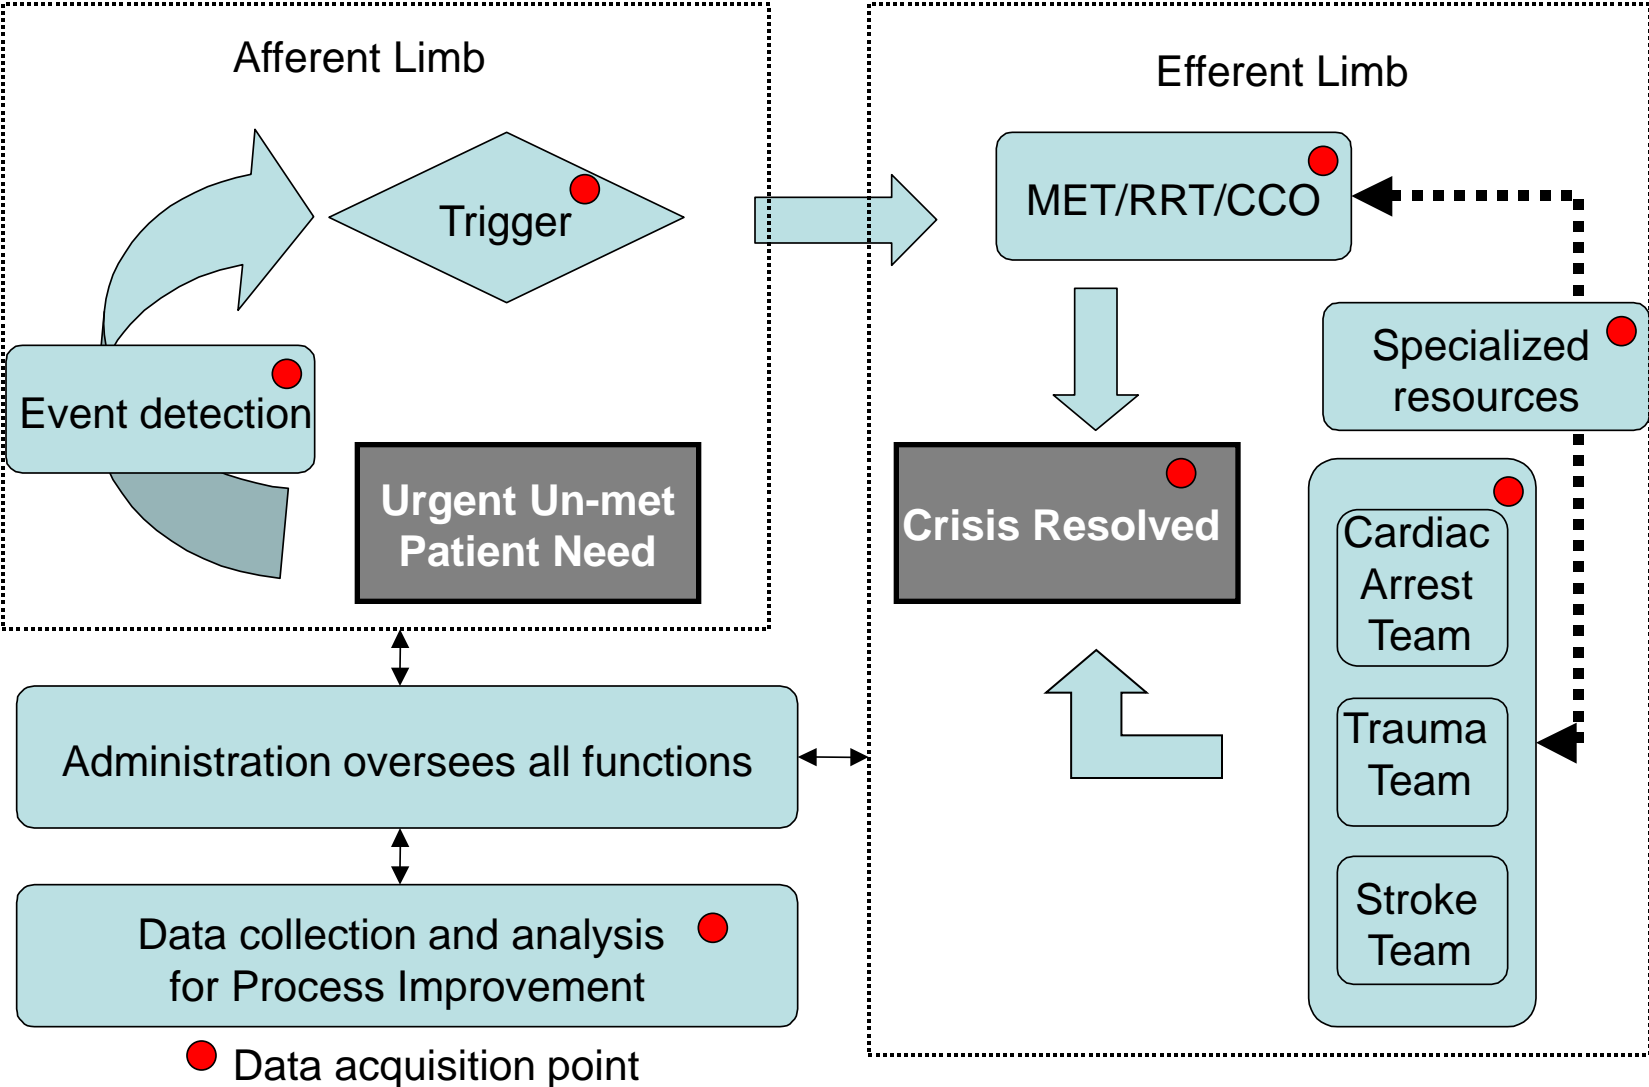 Afferent Limb
Trigger
Event detection
Urgent Un-met
Patient Need
Efferent Limb
MET/RRT/CCO
Specialized
resources
Crisis Resolved
Cardiac
Arrest
Team
Trauma
Team
Stroke
Team
Administration oversees all functions
Data collection and analysis
for Process Improvement
Data acquisition point